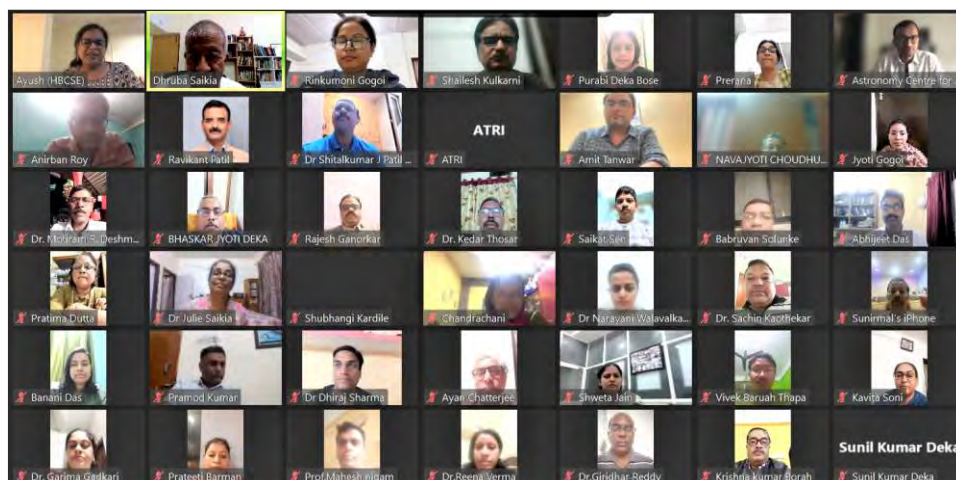 Ayush (HBCSE)
Dhruba Saikia
Rinkumoni Gogoi
Shailesh Kulkarni
Purabi Deka Bose
Prerana
Astronomy Centre for
Anirban Roy
Ravikant Patil
Dr Shitalkumar J Patil ...
ATRI
ATRI
Amit Tanwar
NAVAJYOTI CHOUDHU...
Jyoti Gogoi
Dr. R. Deshm...
BHASKAR JYOTI DEKA
Rajesh Ganorkar
Dr. Kedar Thosar
Saikat Sen
Babruvan Solunke
Abhijeet Das
Pratima Dutta
Dr Julie Saikia
Shubhangi Kardile
Chandrachani
Dr Narayani Walavalka...
Dr. Sachin Kaothekar
Sunirmal's iPhone
Banani Das
Pramod Kumar
Dr Dhiraj Sharma
Ayan Chatterjee
Shweta Jain
Vivek Baruah Thapa
Kavita Soni
Dr. Garima Gadkari
Prateeti Barman
Prof.Mahesh nigam
Dr.Reena Verma
Dr.Giridhar Reddy
Krishna kumar Borah
Sunil Kumar Deka
Sunil Kumar Deka